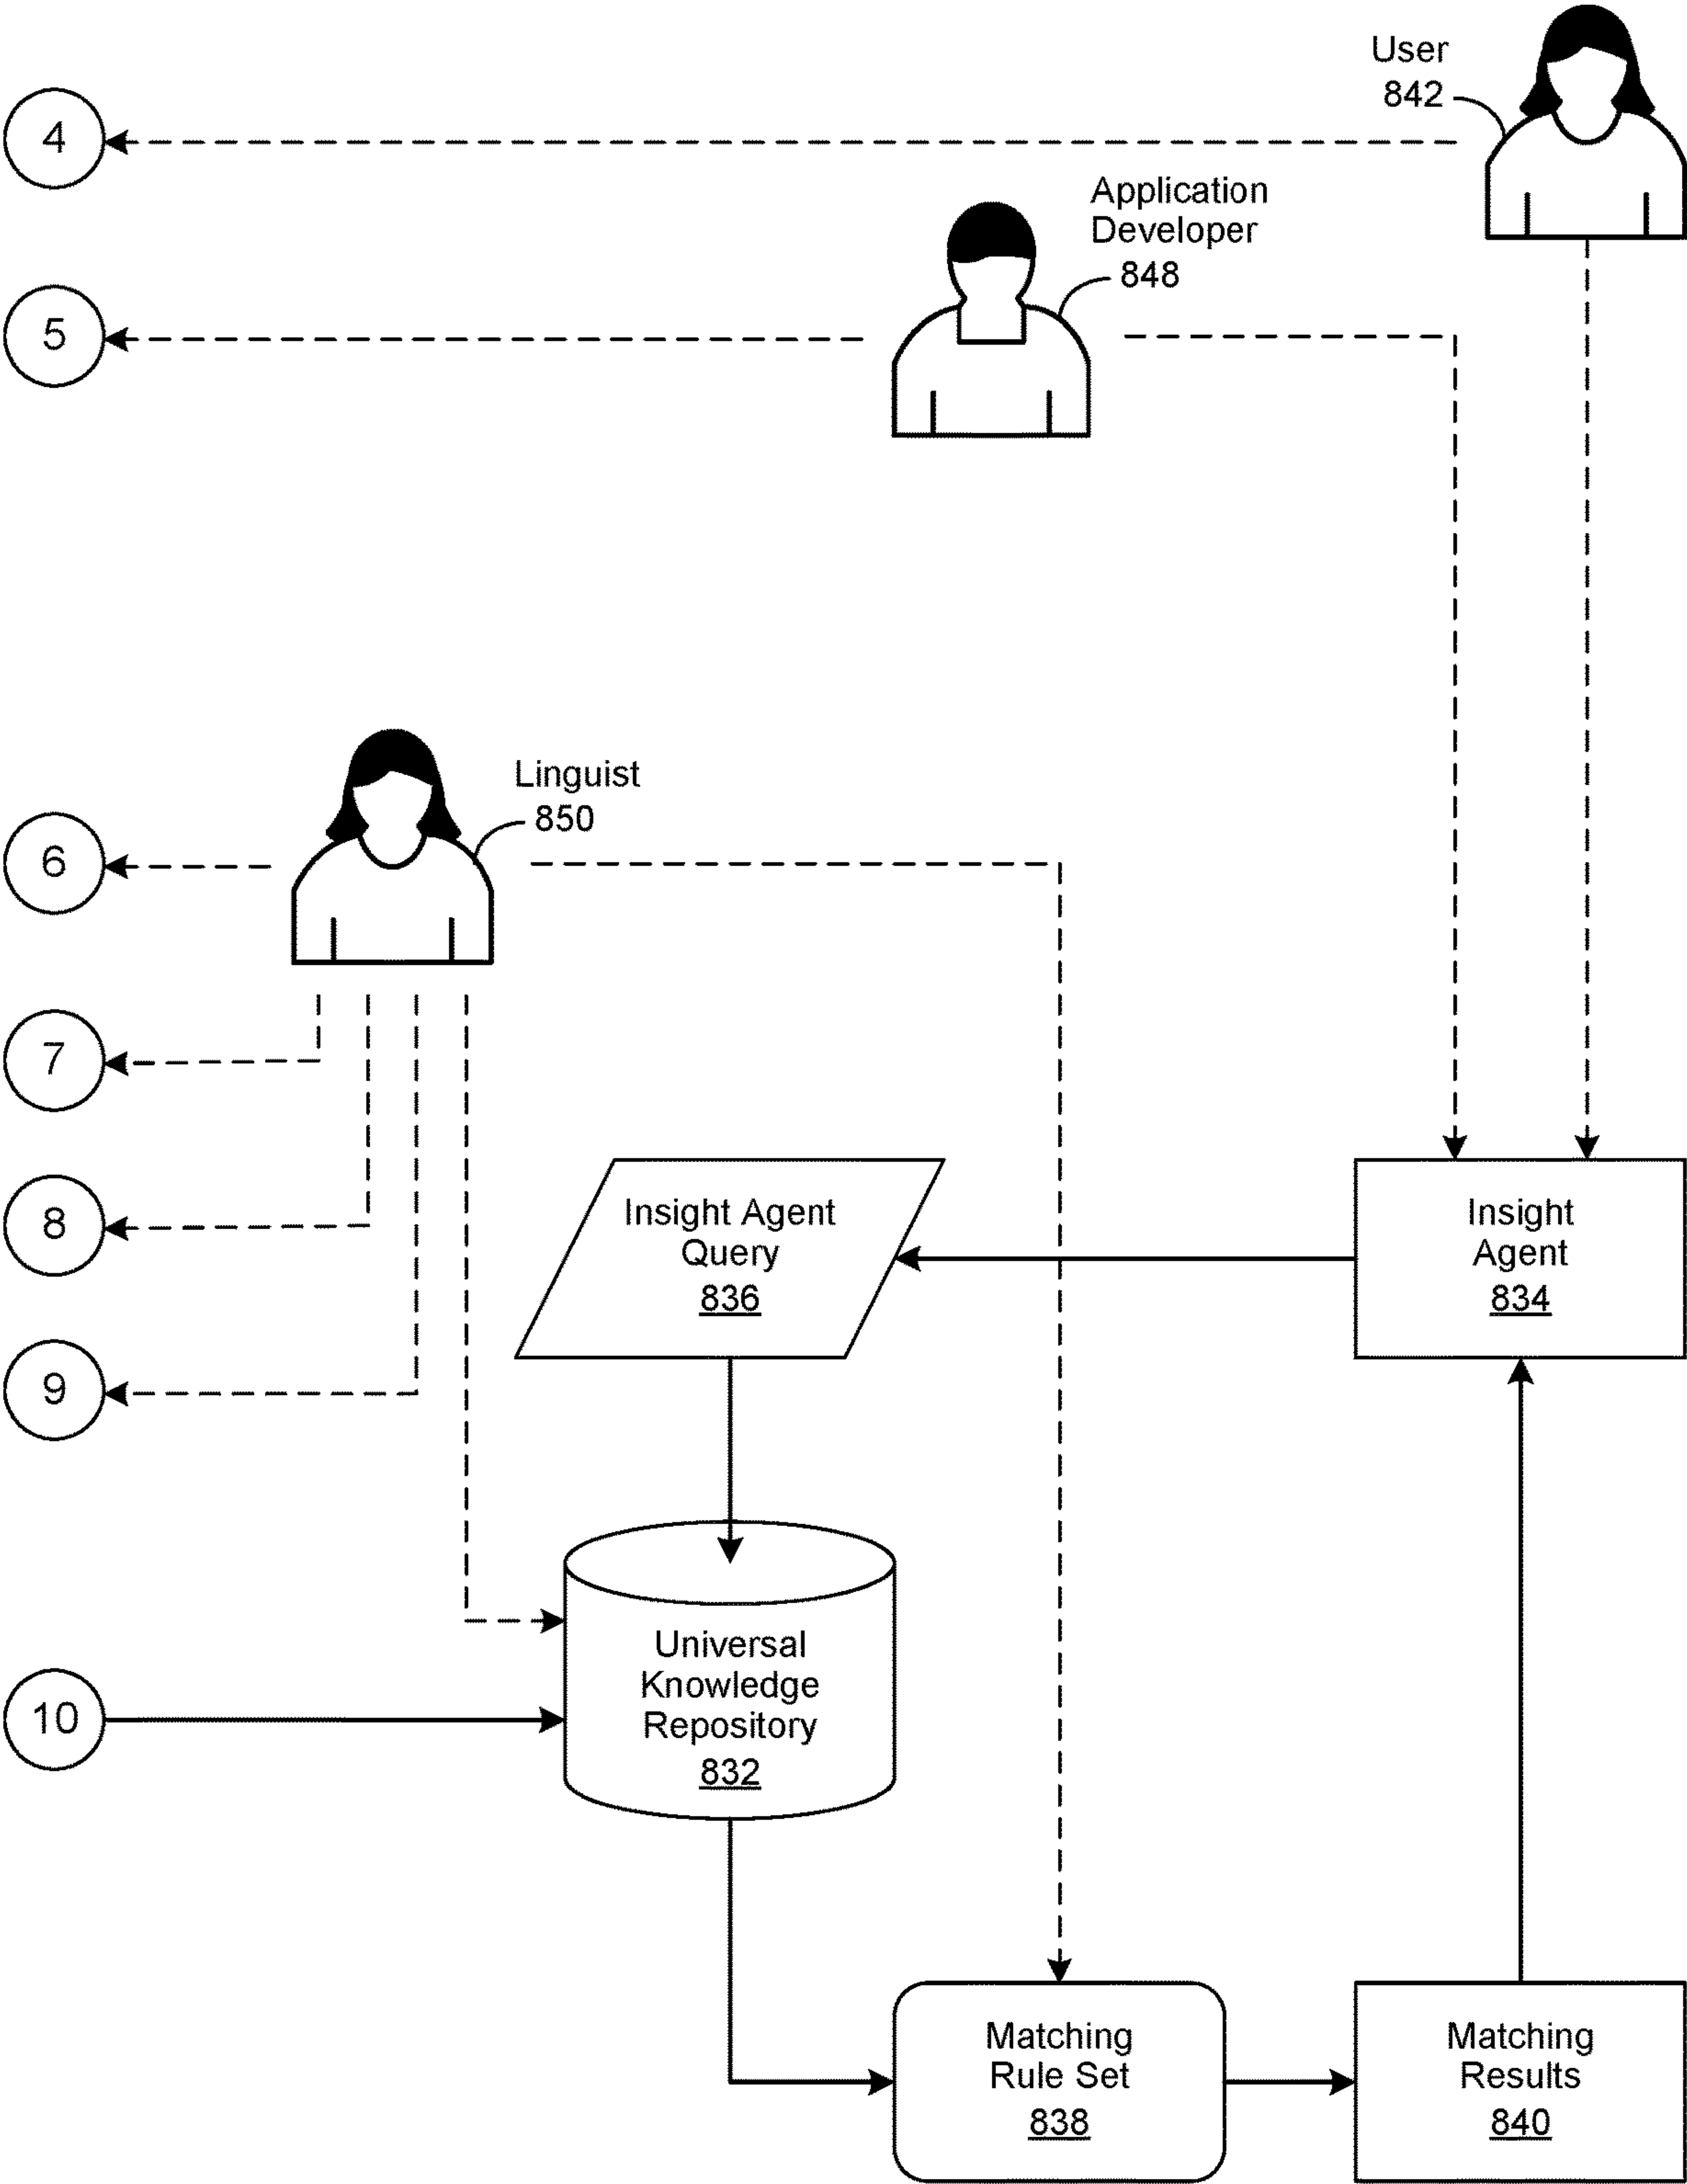 User
842
4
Application
Developer
848
5
Linguist
850
6
7
8
9
Insight Agent
Query
836
Insight
Agent
834
Universal
Knowledge
Repository
832
10
Matching
Rule Set
838
Matching
Results
840